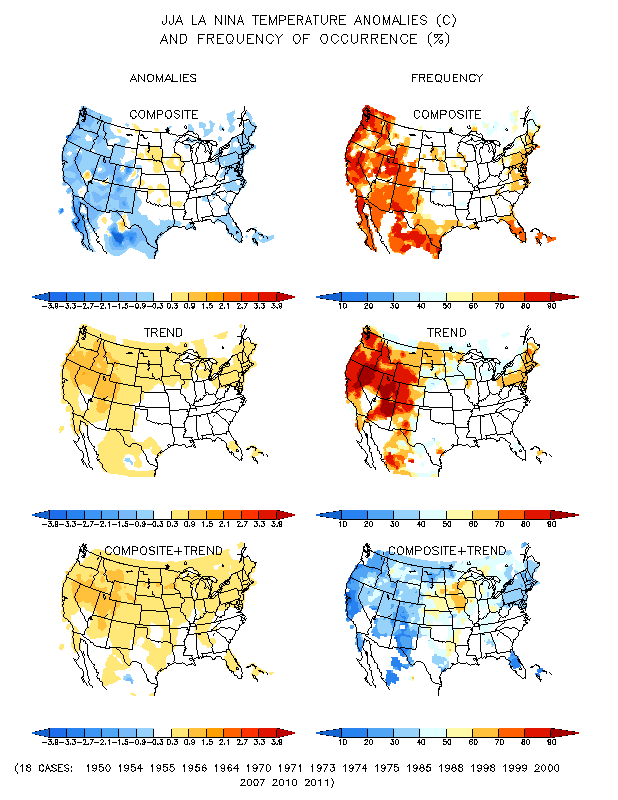 JJA LA NINA TEMPERATURE ANOMALIES (C)
AND FREQUENCY OF OCCURRENCE (%)
ANOMALIES FREQUENCY
COMPOSITE COMPOSITE
-3.9 -3.3 -2.7 -2.1 -1.5 -0.9 -0.3 0.3 0.9 1.5 2.1 2.7 3.3 3.9 10 20 30 40 50 60 70 80 90
TREND TREND
-3.9 -3.3 -2.7 -2.1 -1.5 -0.9 -0.3 0.3 0.9 1.5 2.1 2.7 3.3 3.9 10 20 30 40 50 60 70 80 90
COMPOSITE+TREND COMPOSITE+TREND
-3.9 -3.3 -2.7 -2.1 -1.5 -0.9 -0.3 0.3 0.9 1.5 2.1 2.7 3.3 3.9 10 20 30 40 50 60 70 80 90
(18 CASES: 1950 1954 1955 1956 1964 1970 1971 1973 1974 1975 1985 1988 1998 1999 2000
2007 2010 2011)